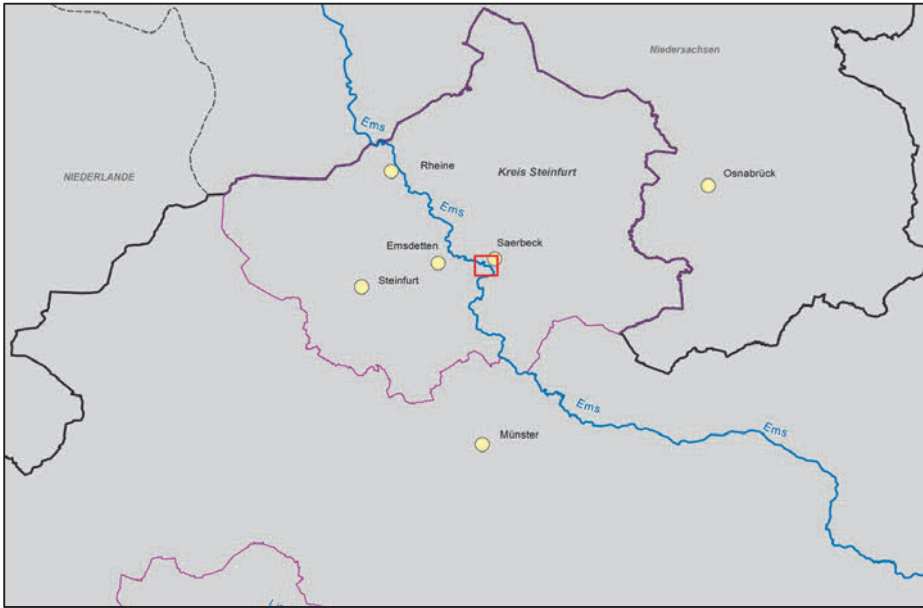 Niedersachsen
Ems
Rheine
Kreis Steinfurt
NIEDERLANDE
Osnabrück
Ems
Saerbeck
Emsdetten
Steinfurt
Ems
Ems
Münster